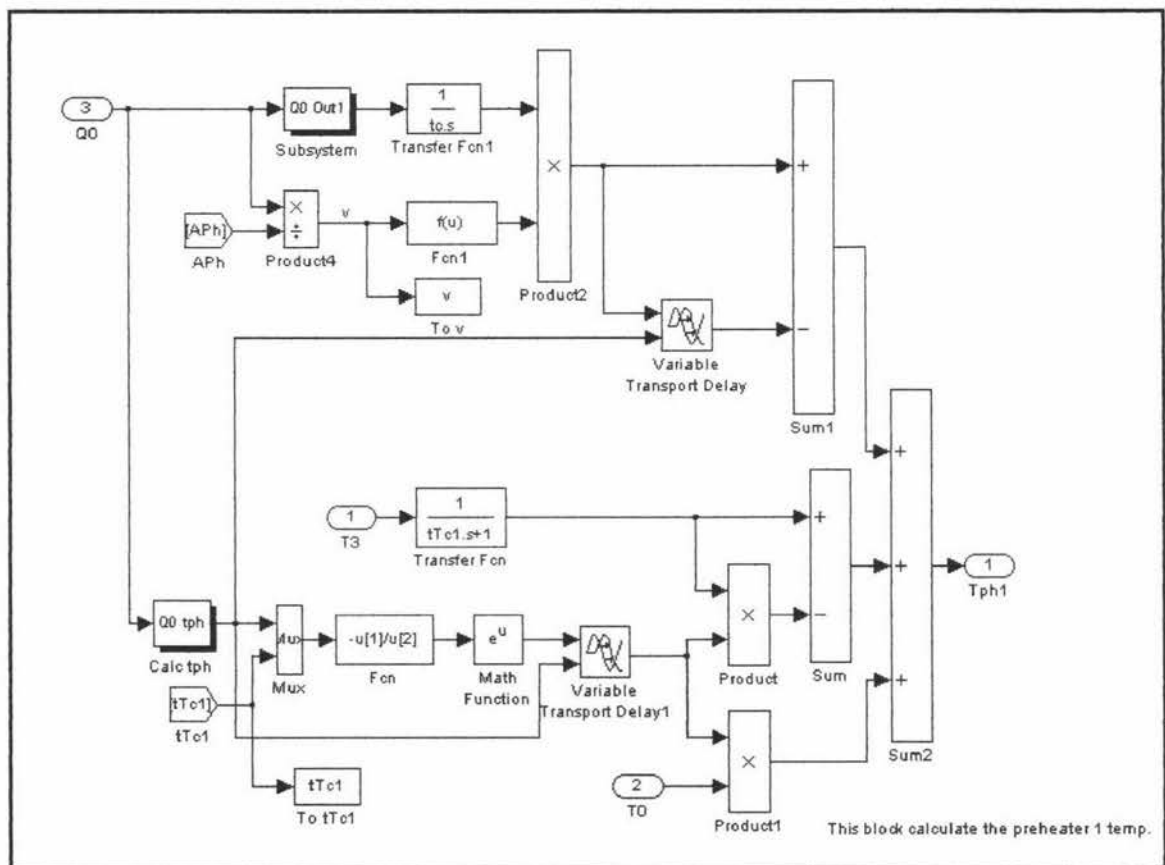 3
Q0
Q0 Out1
Subsystem
1
to.s
Transfer Fcn1
×
Product2
[APh]
APh
×
÷
Product4
v
f(u)
Fcn1
v
To v
Variable
Transport Delay
+
−
Sum1
1
T3
1
tTc1.s+1
Transfer Fcn
Q0 tph
Calc tph
[tTc1]
tTc1
Mux
Mux
-u[1]/u[2]
Fcn
e^u
Math
Function
Variable
Transport Delay1
×
Product
+
−
Sum
tTc1
To tTc1
2
T0
×
Product1
+
+
+
Sum2
1
Tph1
This block calculate the preheater 1 temp.